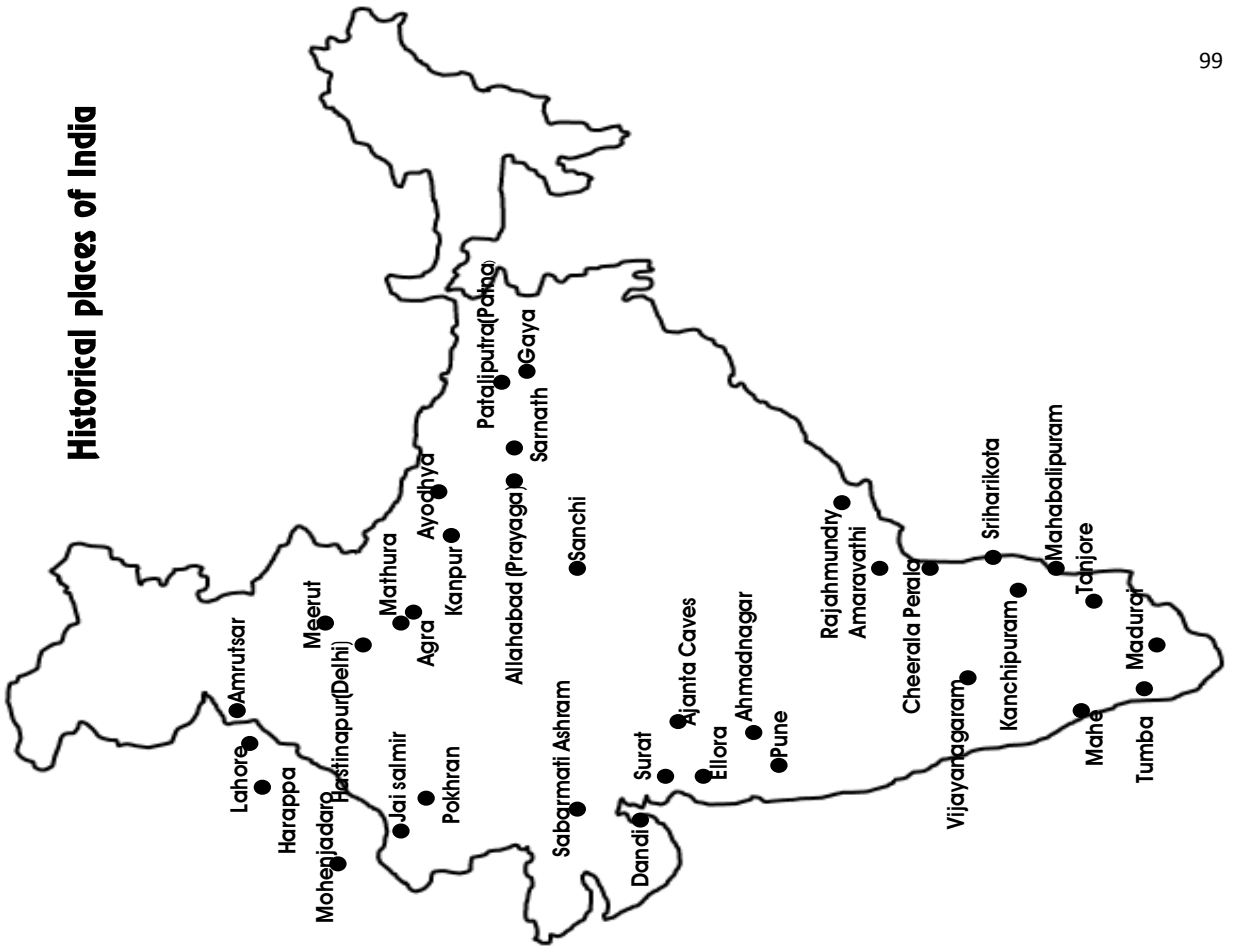 99
Historical places of India
Amrutsar
Lahore
Harappa
Mohenjadaro
Meerut
Hastinapur(Delhi)
Mathura
Agra
Jai salmir
Pokhran
Ayodhya
Kanpur
Pataliputra(Patna)
Gaya
Sarnath
Allahabad (Prayaga)
Sanchi
Sabarmati Ashram
Dandi
Surat
Ajanta Caves
Ellora
Ahmadnagar
Pune
Rajahmundry
Amaravathi
Cheerala Perala
Vijayanagaram
Sriharikota
Kanchipuram
Mahabalipuram
Tanjore
Mahe
Madurai
Tumba